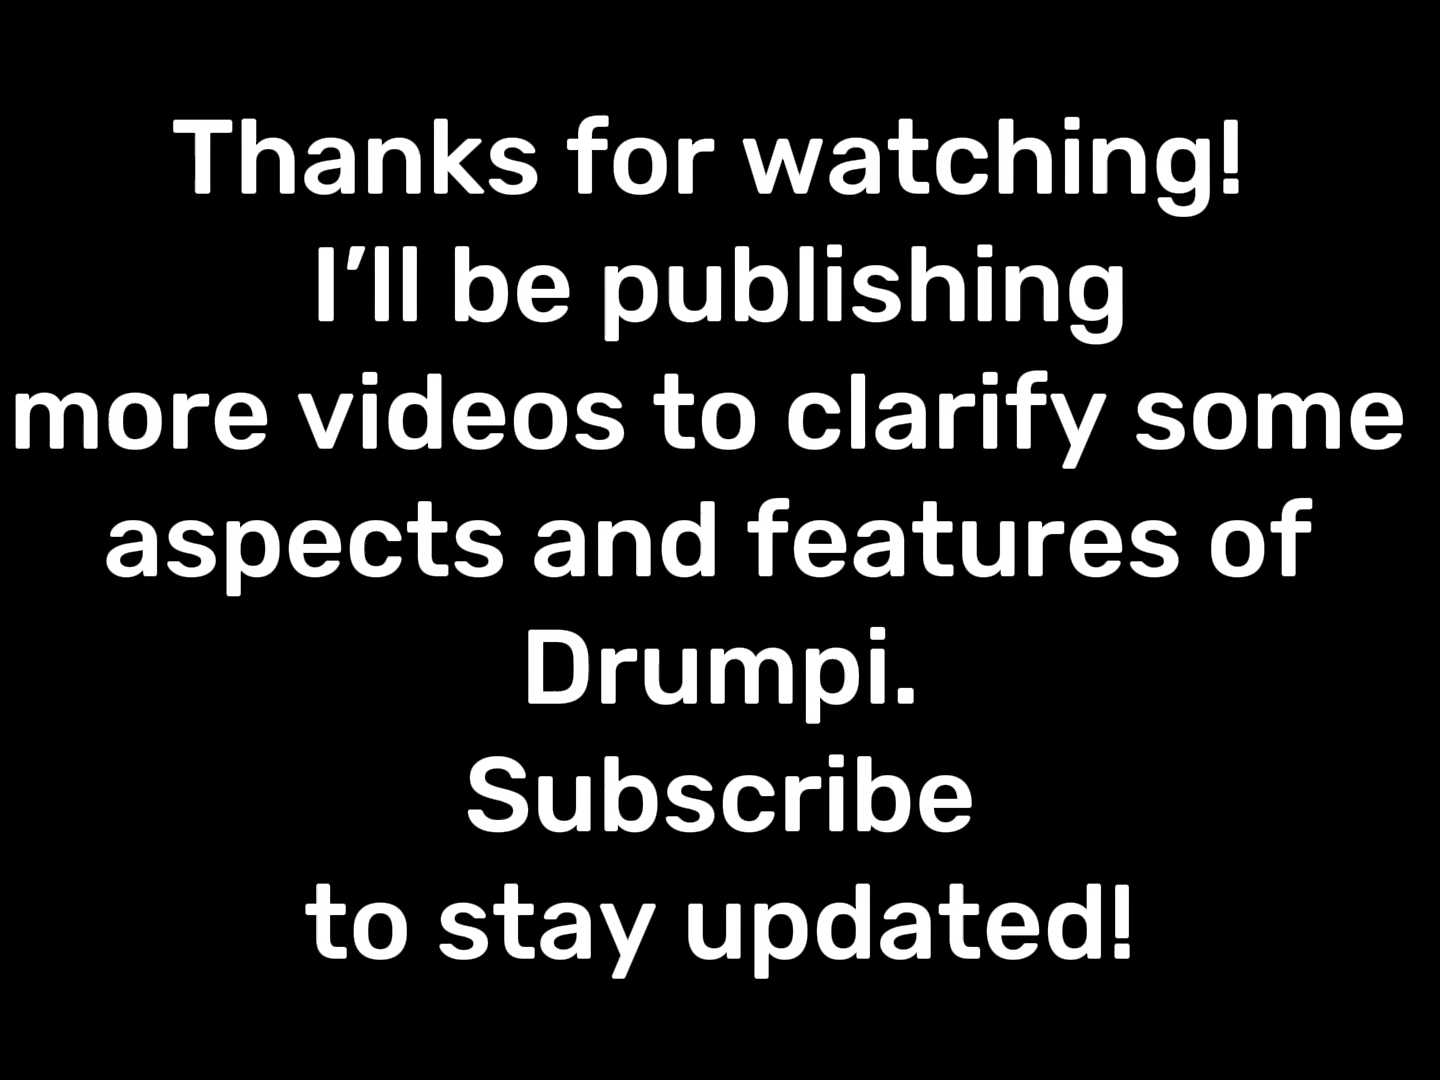 Thanks for watching!
I’ll be publishing
more videos to clarify some
aspects and features of
Drumpi.
Subscribe
to stay updated!